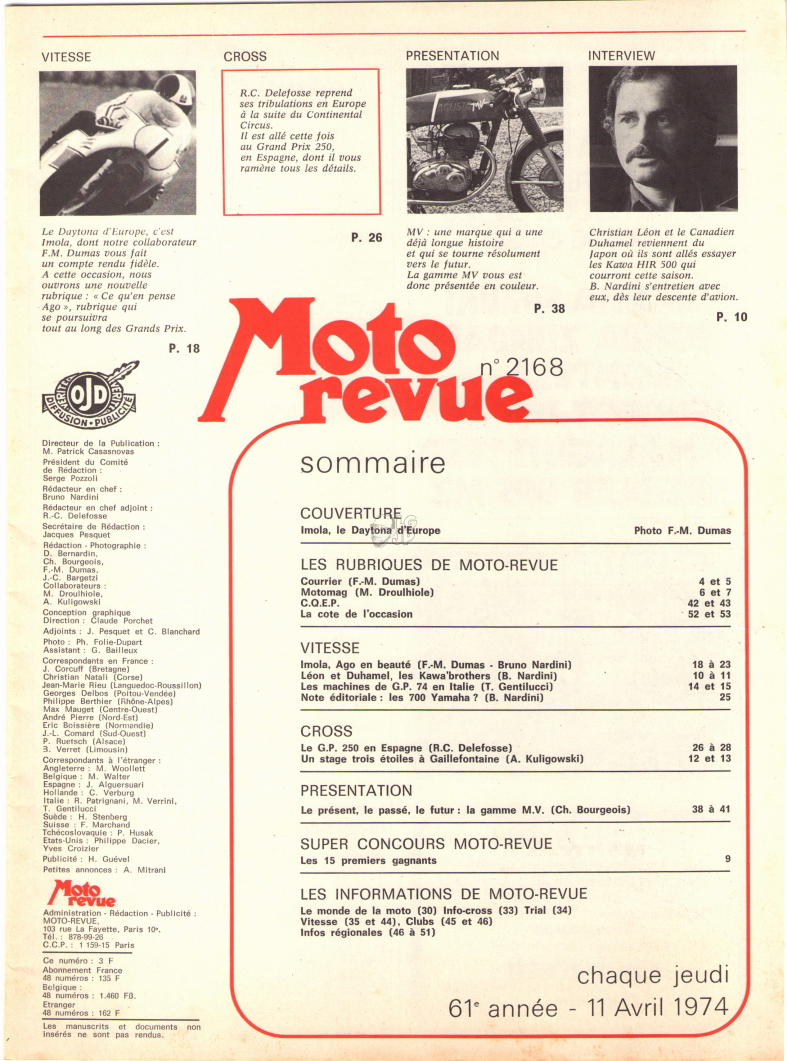 VITESSE
Le Daytona d'Europe, c'est
Imola, dont notre collaborateur
F.M. Dumas vous fait
un compte rendu fidèle.
A cette occasion, nous
ouvrons une nouvelle
rubrique : « Ce qu'en pense
Ago », rubrique qui
se poursuivra
tout au long des Grands Prix.
P. 18
CROSS
R.C. Delefosse reprend
ses tribulations en Europe
à la suite du Continental
Circus.
Il est allé cette fois
au Grand Prix 250,
en Espagne, dont il vous
ramène tous les détails.
P. 26
PRESENTATION
AGUSTA MV
MV : une marque qui a une
déjà longue histoire
et qui se tourne résolument
vers le futur.
La gamme MV vous est
donc présentée en couleur.
P. 38
INTERVIEW
Christian Léon et le Canadien
Duhamel reviennent du
Japon où ils sont allés essayer
les Kawa HIR 500 qui
courront cette saison.
B. Nardini s'entretien avec
eux, dès leur descente d'avion.
P. 10
Moto
revue
n° 2168
OJD
DIFFUSION • PUBLICITÉ
Directeur de la Publication :
M. Patrick Casasnovas
Président du Comité
de Rédaction :
Serge Pozzoli
Rédacteur en chef :
Bruno Nardini
Rédacteur en chef adjoint :
R.-C. Delefosse
Secrétaire de Rédaction :
Jacques Pesquet
Rédaction - Photographie :
D. Bernardin,
Ch. Bourgeois,
F.-M. Dumas,
J.-C. Bargetzi
Collaborateurs :
M. Droulhiole,
A. Kuligowski
Conception graphique
Direction : Claude Porchet
Adjoints : J. Pesquet et C. Blanchard
Photo : Ph. Folie-Dupart
Assistant : G. Bailleux
Correspondants en France :
J. Corcuff (Bretagne)
Christian Natali (Corse)
Jean-Marie Rieu (Languedoc-Roussillon)
Georges Delbos (Poitou-Vendée)
Philippe Berthier (Rhône-Alpes)
Max Mauget (Centre-Ouest)
André Pierre (Nord-Est)
Eric Boissière (Normandie)
J.-L. Comard (Sud-Ouest)
P. Ruetsch (Alsace)
B. Verret (Limousin)
Correspondants à l'étranger :
Angleterre : M. Woollett
Belgique : M. Walter
Espagne : J. Alguersuari
Hollande : C. Verburg
Italie : R. Patrignani, M. Verrini,
T. Gentilucci
Suède : H. Stenberg
Suisse : F. Marchand
Tchécoslovaquie : P. Husak
Etats-Unis : Philippe Dacier,
Yves Croizier
Publicité : H. Guével
Petites annonces : A. Mitrani
Moto
revue
Administration - Rédaction - Publicité :
MOTO-REVUE,
103 rue La Fayette, Paris 10e.
Tél. : 878-99-26
C.C.P. : 1 159-15 Paris
Ce numéro : 3 F
Abonnement France
48 numéros : 135 F
Belgique :
48 numéros : 1.460 FB.
Etranger
48 numéros : 162 F
Les manuscrits et documents non
insérés ne sont pas rendus.
sommaire
COUVERTURE
Imola, le Daytona d'Europe Photo F.-M. Dumas
LES RUBRIQUES DE MOTO-REVUE
Courrier (F.-M. Dumas) 4 et 5
Motomag (M. Droulhiole) 6 et 7
C.Q.E.P. 42 et 43
La cote de l'occasion 52 et 53
VITESSE
Imola, Ago en beauté (F.-M. Dumas - Bruno Nardini) 18 à 23
Léon et Duhamel, les Kawa'brothers (B. Nardini) 10 à 11
Les machines de G.P. 74 en Italie (T. Gentilucci) 14 et 15
Note éditoriale : les 700 Yamaha ? (B. Nardini) 25
CROSS
Le G.P. 250 en Espagne (R.C. Delefosse) 26 à 28
Un stage trois étoiles à Gaillefontaine (A. Kuligowski) 12 et 13
PRESENTATION
Le présent, le passé, le futur : la gamme M.V. (Ch. Bourgeois) 38 à 41
SUPER CONCOURS MOTO-REVUE
Les 15 premiers gagnants 9
LES INFORMATIONS DE MOTO-REVUE
Le monde de la moto (30) Info-cross (33) Trial (34)
Vitesse (35 et 44), Clubs (45 et 46)
Infos régionales (46 à 51)
chaque jeudi
61e année - 11 Avril 1974